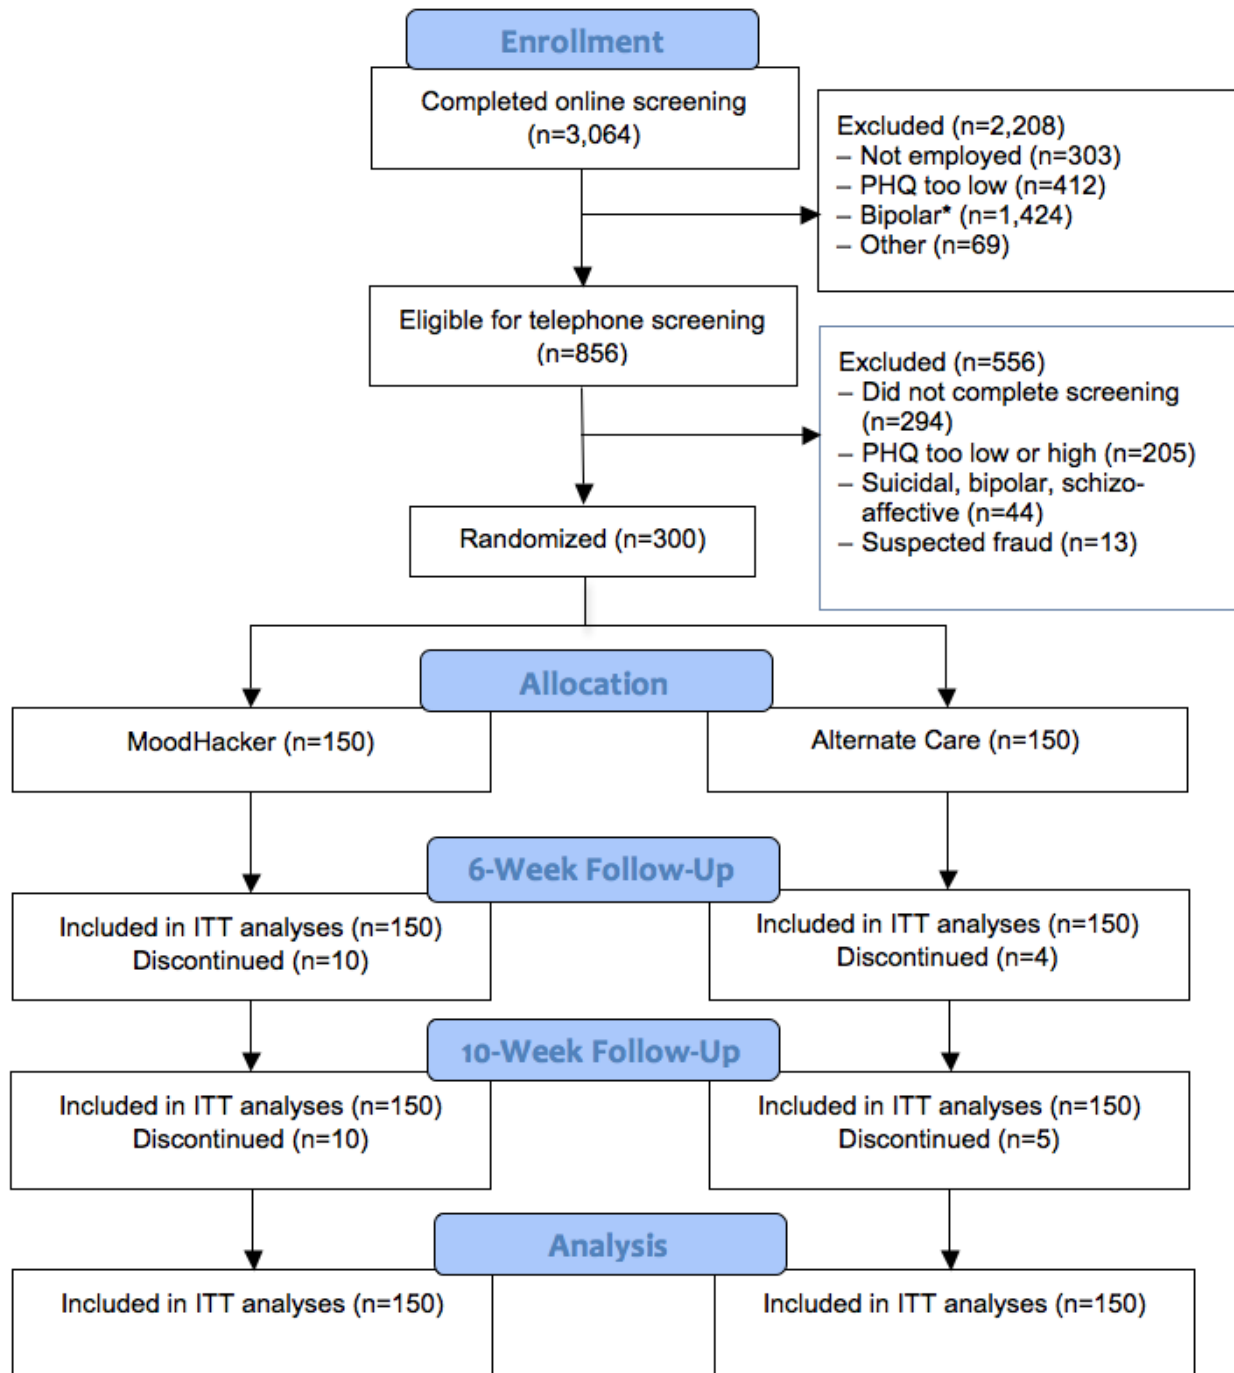 Enrollment
Completed online screening
(n=3,064)
Excluded (n=2,208)
– Not employed (n=303)
– PHQ too low (n=412)
– Bipolar* (n=1,424)
– Other (n=69)
Eligible for telephone screening
(n=856)
Excluded (n=556)
– Did not complete screening
(n=294)
– PHQ too low or high (n=205)
– Suicidal, bipolar, schizo-
affective (n=44)
– Suspected fraud (n=13)
Randomized (n=300)
Allocation
MoodHacker (n=150)
Alternate Care (n=150)
6-Week Follow-Up
Included in ITT analyses (n=150)
Discontinued (n=10)
Included in ITT analyses (n=150)
Discontinued (n=4)
10-Week Follow-Up
Included in ITT analyses (n=150)
Discontinued (n=10)
Included in ITT analyses (n=150)
Discontinued (n=5)
Analysis
Included in ITT analyses (n=150)
Included in ITT analyses (n=150)